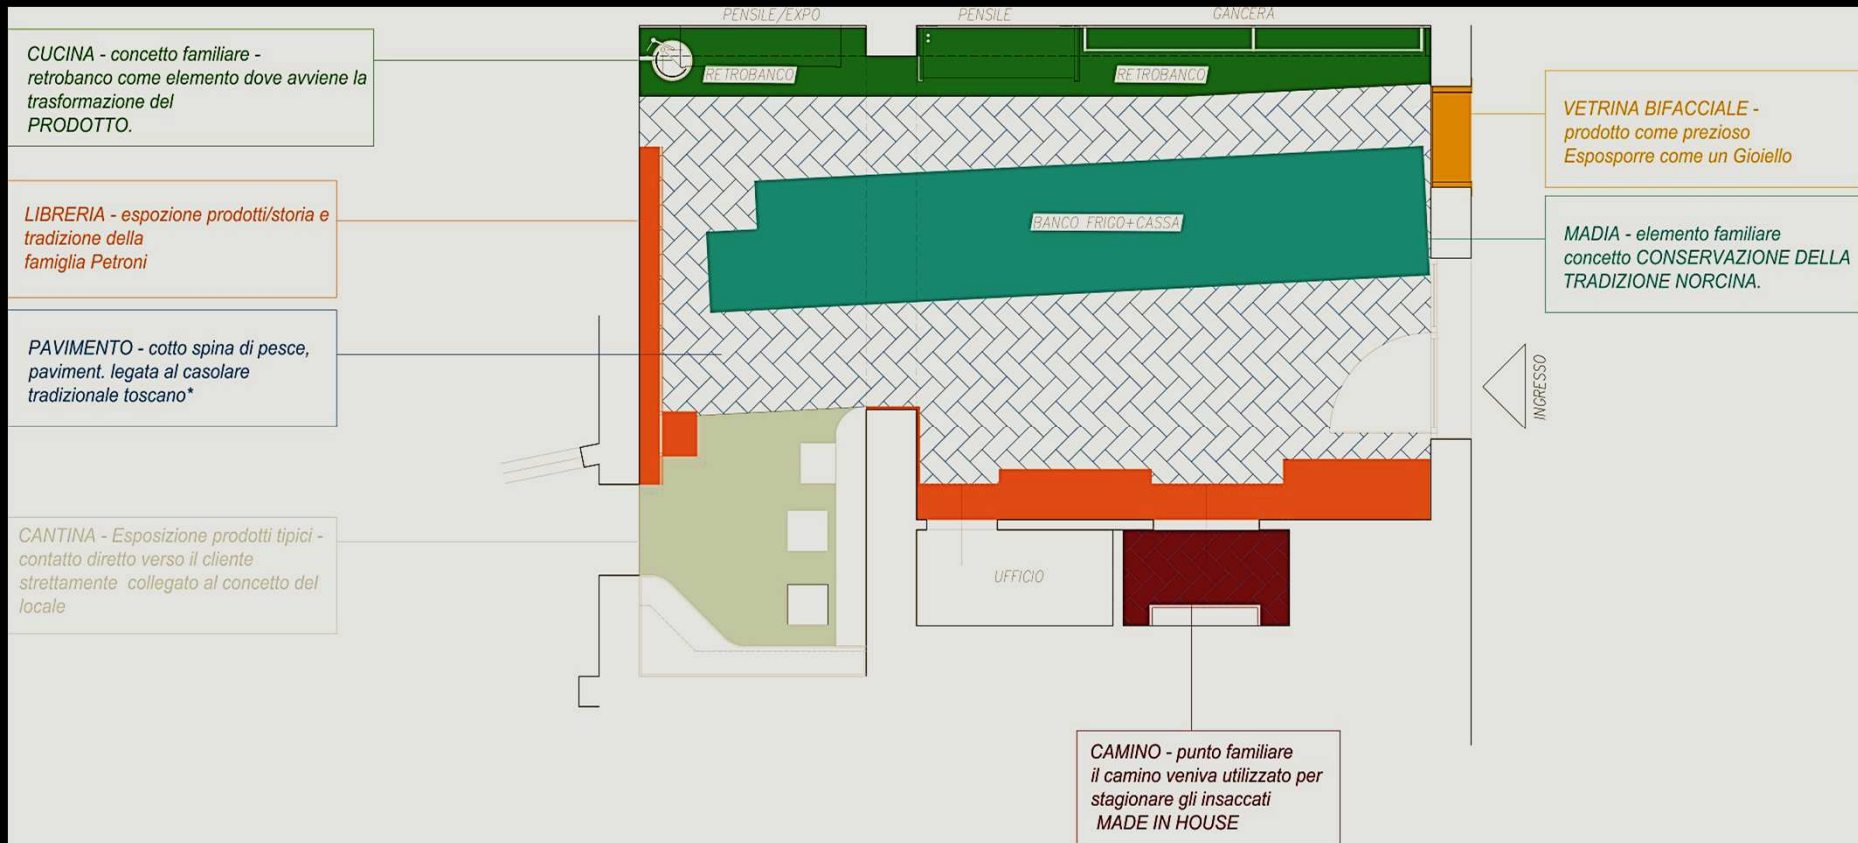 PENSILE/EXPO
PENSILE
GANCERA
CUCINA - concetto familiare -
retrobanco come elemento dove avviene la
trasformazione del
PRODOTTO.
RETROBANCO
RETROBANCO
VETRINA BIFACCIALE -
prodotto come prezioso
Esposporre come un Gioiello
LIBRERIA - espozione prodotti/storia e
tradizione della
famiglia Petroni
BANCO FRIGO+CASSA
MADIA - elemento familiare
concetto CONSERVAZIONE DELLA
TRADIZIONE NORCINA.
PAVIMENTO - cotto spina di pesce,
paviment. legata al casolare
tradizionale toscano*
INGRESSO
CANTINA - Esposizione prodotti tipici -
contatto diretto verso il cliente
strettamente collegato al concetto del
locale
UFFICIO
CAMINO - punto familiare
il camino veniva utilizzato per
stagionare gli insaccati
MADE IN HOUSE